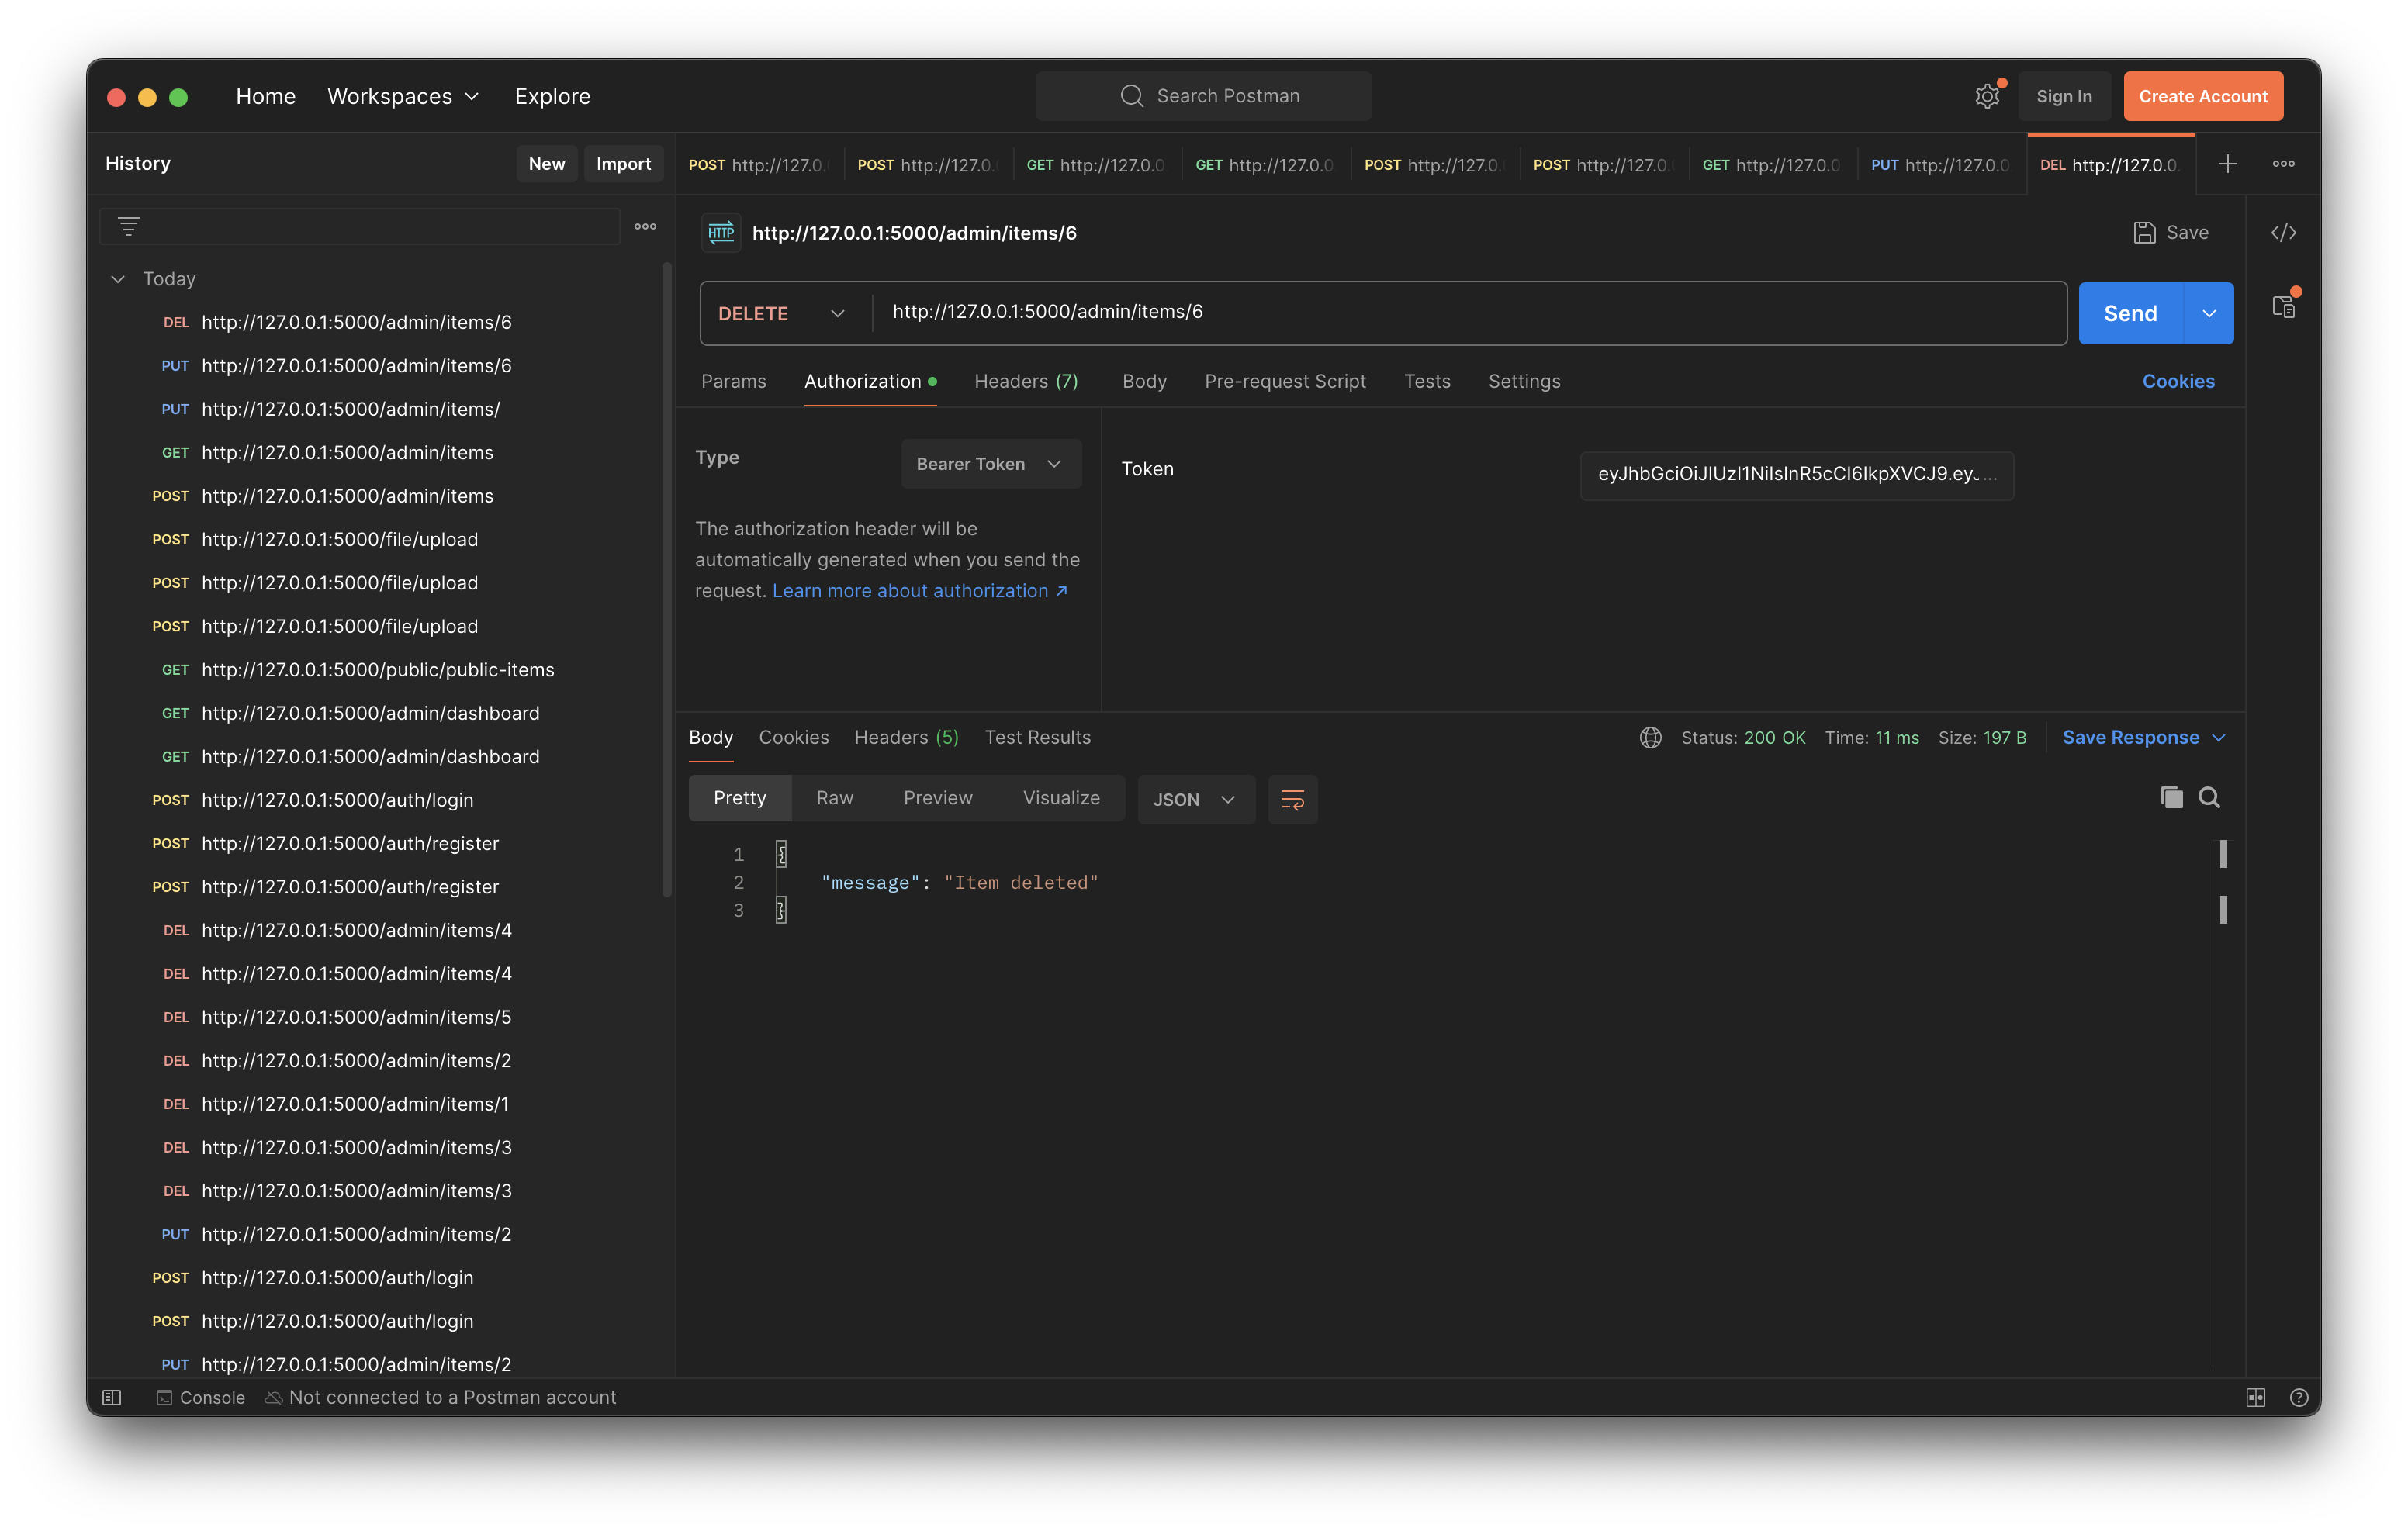 Home Workspaces Explore Search Postman Sign In Create Account
History New Import
POST http://127.0. POST http://127.0. GET http://127.0.0 GET http://127.0.0 POST http://127.0. POST http://127.0. GET http://127.0.0 PUT http://127.0.0 DEL http://127.0.0.
Today
DEL http://127.0.0.1:5000/admin/items/6
PUT http://127.0.0.1:5000/admin/items/6
PUT http://127.0.0.1:5000/admin/items/
GET http://127.0.0.1:5000/admin/items
POST http://127.0.0.1:5000/admin/items
POST http://127.0.0.1:5000/file/upload
POST http://127.0.0.1:5000/file/upload
POST http://127.0.0.1:5000/file/upload
GET http://127.0.0.1:5000/public/public-items
GET http://127.0.0.1:5000/admin/dashboard
GET http://127.0.0.1:5000/admin/dashboard
POST http://127.0.0.1:5000/auth/login
POST http://127.0.0.1:5000/auth/register
POST http://127.0.0.1:5000/auth/register
DEL http://127.0.0.1:5000/admin/items/4
DEL http://127.0.0.1:5000/admin/items/4
DEL http://127.0.0.1:5000/admin/items/5
DEL http://127.0.0.1:5000/admin/items/2
DEL http://127.0.0.1:5000/admin/items/1
DEL http://127.0.0.1:5000/admin/items/3
DEL http://127.0.0.1:5000/admin/items/3
PUT http://127.0.0.1:5000/admin/items/2
POST http://127.0.0.1:5000/auth/login
POST http://127.0.0.1:5000/auth/login
PUT http://127.0.0.1:5000/admin/items/2
HTTP http://127.0.0.1:5000/admin/items/6 Save </>
DELETE http://127.0.0.1:5000/admin/items/6 Send
Params Authorization Headers (7) Body Pre-request Script Tests Settings Cookies
Type Bearer Token
The authorization header will be
automatically generated when you send the
request. Learn more about authorization ↗
Token eyJhbGciOiJIUzI1NiIsInR5cCI6IkpXVCJ9.eyJ...
Body Cookies Headers (5) Test Results Status: 200 OK Time: 11 ms Size: 197 B Save Response
Pretty Raw Preview Visualize JSON
1 {
2 "message": "Item deleted"
3 }
Console Not connected to a Postman account